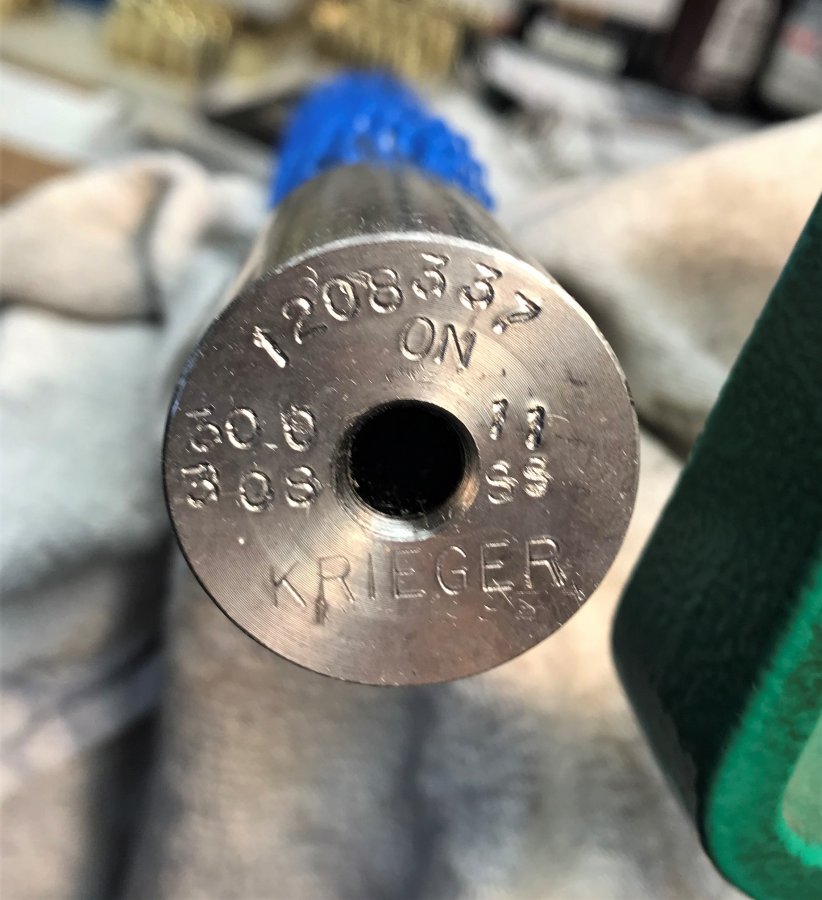 1208337
ON
30.0 11
308 SS
KRIEGER